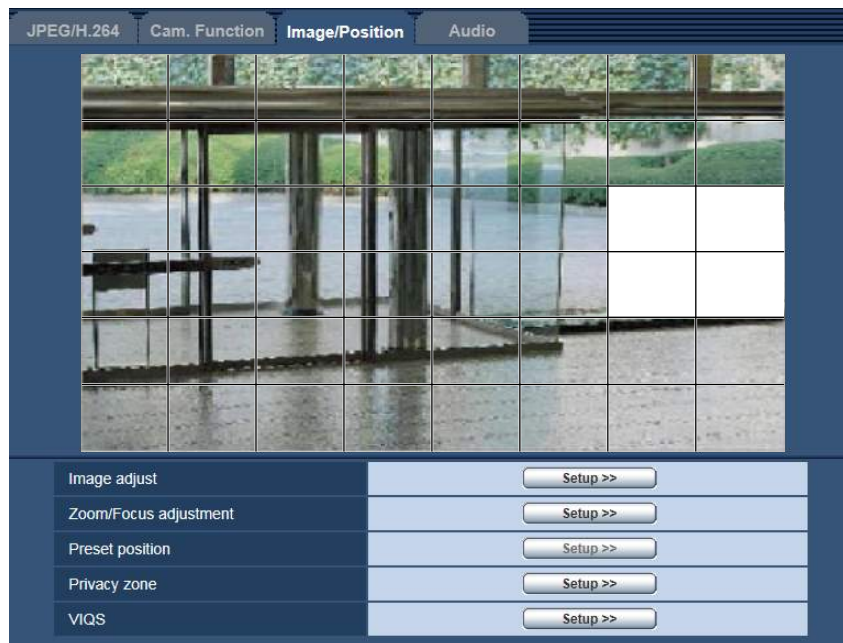 JPEG/H.264 Cam. Function Image/Position Audio
Image adjust Setup >>
Zoom/Focus adjustment Setup >>
Preset position Setup >>
Privacy zone Setup >>
VIQS Setup >>